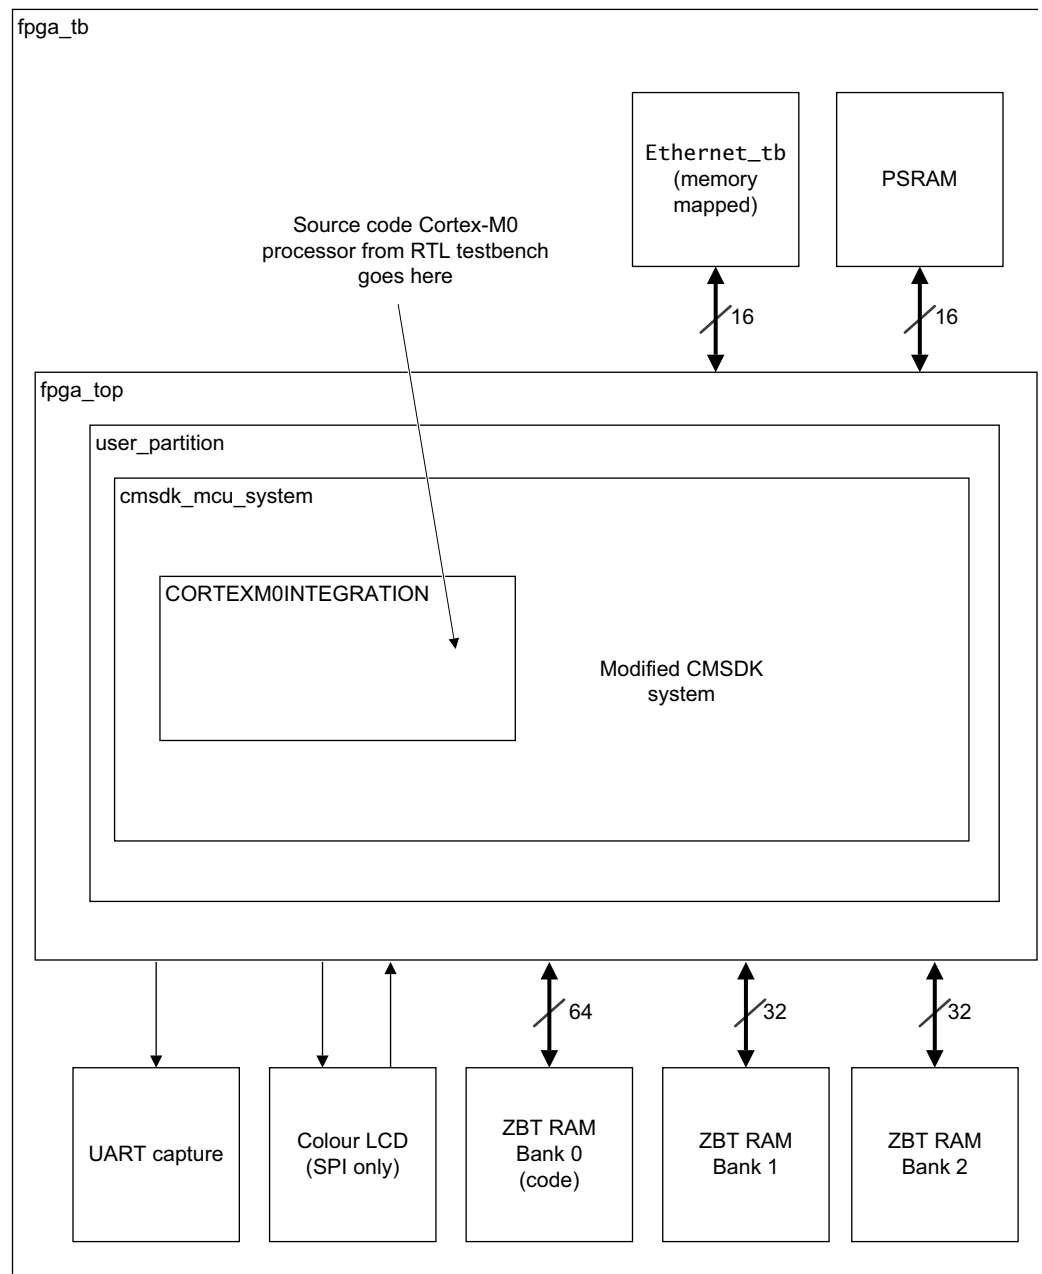 fpga_tb
Ethernet_tb
(memory
mapped)
PSRAM
Source code Cortex-M0
processor from RTL testbench
goes here
16
16
fpga_top
user_partition
cmsdk_mcu_system
CORTEXM0INTEGRATION
Modified CMSDK
system
64
32
32
UART capture
Colour LCD
(SPI only)
ZBT RAM
Bank 0
(code)
ZBT RAM
Bank 1
ZBT RAM
Bank 2